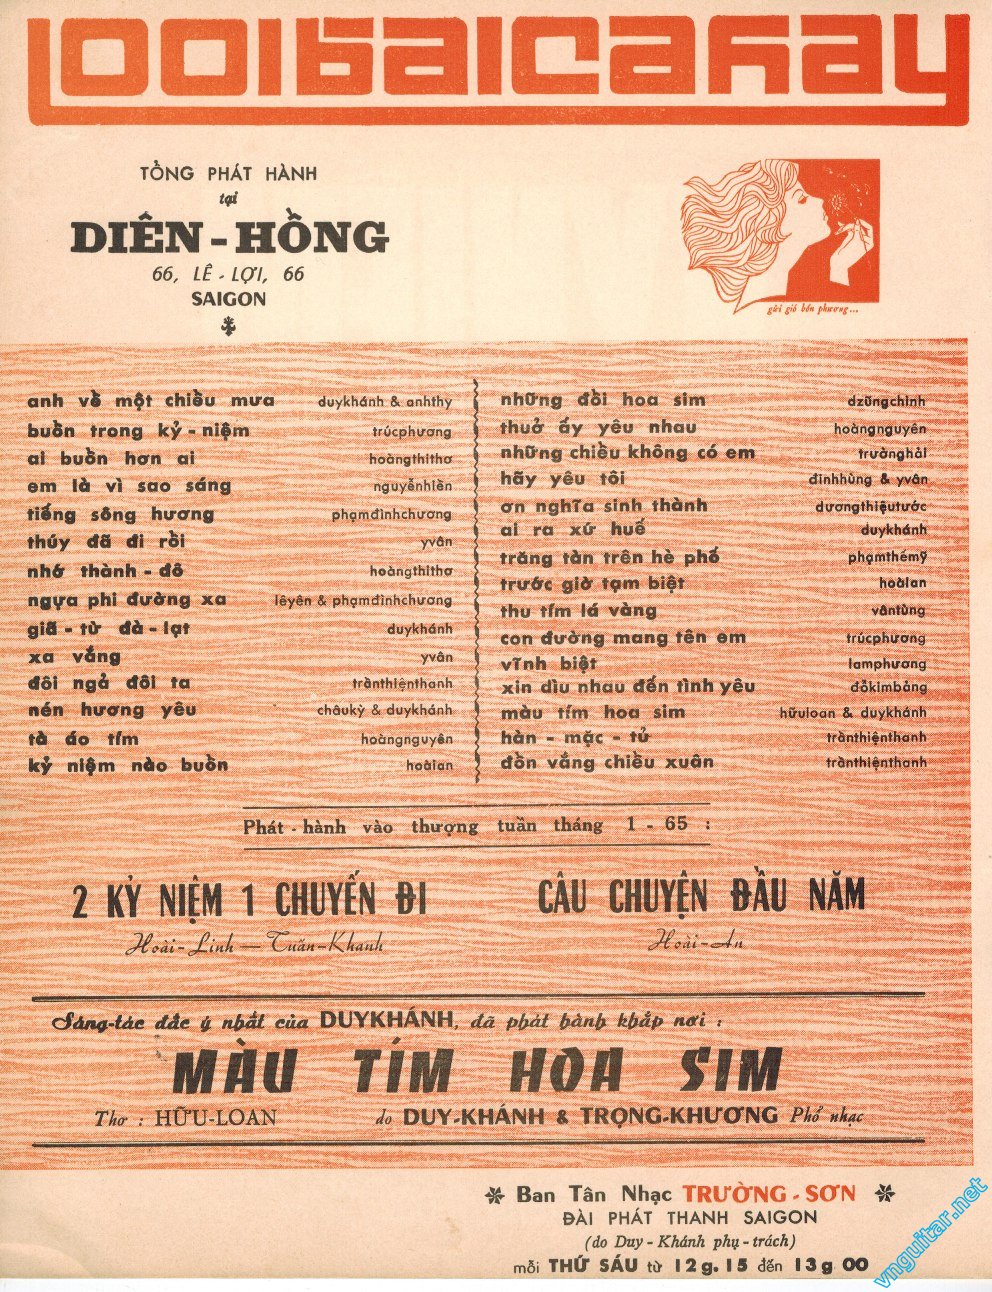 1001 bài ca hay
TỔNG PHÁT HÀNH
tại
DIÊN-HỒNG
66, LÊ-LỢI, 66
SAIGON
gửi gió bốn phương...
anh về một chiều mưa duykhánh & anhthy
buồn trong kỷ-niệm trúcphương
ai buồn hơn ai hoàngthithơ
em là vì sao sáng nguyễnhiền
tiếng sông hương phạmđìnhchương
thúy đã đi rồi yvân
nhớ thành-đô hoàngthithơ
ngựa phi đường xa lêyên & phạmđìnhchương
giã-từ đà-lạt duykhánh
xa vắng yvân
đôi ngả đôi ta trầnthiệnthanh
nén hương yêu châukỳ & duykhánh
tà áo tím hoàngnguyên
kỷ niệm nào buồn hoàian
những đồi hoa sim dzũngchinh
thuở ấy yêu nhau hoàngnguyên
những chiều không có em trườnghải
hãy yêu tôi đinhhùng & yvân
ơn nghĩa sinh thành dươngthiệutước
ai ra xứ huế duykhánh
trăng tàn trên hè phố phạmthếmỹ
trước giờ tạm biệt hoàian
thu tím lá vàng vântùng
con đường mang tên em trúcphương
vĩnh biệt lamphương
xin dìu nhau đến tình yêu đỗkimbảng
màu tím hoa sim hữuloan & duykhánh
hàn-mặc-tử trầnthiệnthanh
đồn vắng chiều xuân trầnthiệnthanh
Phát-hành vào thượng tuần tháng 1-65 :
2 KỶ NIỆM 1 CHUYẾN ĐI
Hoài-Linh — Tuấn-Khanh
CÂU CHUYỆN ĐẦU NĂM
Hoài-An
Sáng-tác đắc ý nhất của DUYKHÁNH, đã phát hành khắp nơi :
MÀU TÍM HOA SIM
Thơ : HỮU-LOAN do DUY-KHÁNH & TRỌNG-KHƯƠNG Phổ nhạc
Ban Tân Nhạc TRƯỜNG-SƠN
ĐÀI PHÁT THANH SAIGON
(do Duy-Khánh phụ-trách)
mỗi THỨ SÁU từ 12g.15 đến 13g00
vnguitar.net